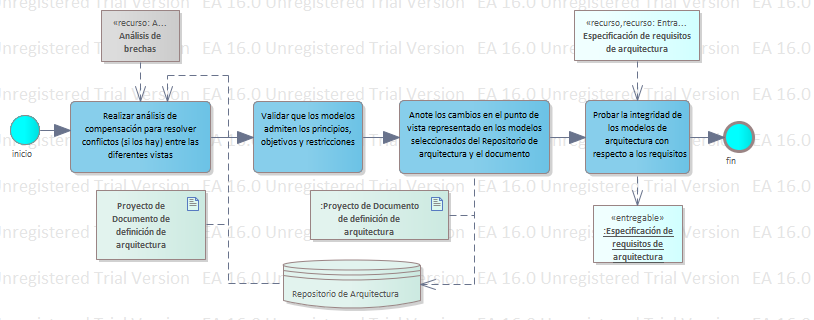 «recurso: A...
Análisis de
brechas
«recurso,recurso: Entra...
Especificación de requisitos
de arquitectura
inicio
Realizar análisis de
compensación para resolver
conflictos (si los hay) entre las
diferentes vistas
Validar que los modelos
admiten los principios,
objetivos y restricciones
Anote los cambios en el punto de
vista representado en los modelos
seleccionados del Repositorio de
arquitectura y el documento
Probar la integridad de
los modelos de
arquitectura con
respecto a los requisitos
fin
Proyecto de
Documento de
definición de
arquitectura
:Proyecto de Documento
de definición de
arquitectura
«entregable»
:Especificación de
requisitos de
arquitectura
Repositorio de Arquitectura
Unregistered Trial Version EA 16.0 Unregistered Trial Version EA 16.0 Unregistered Trial Version EA 16.0